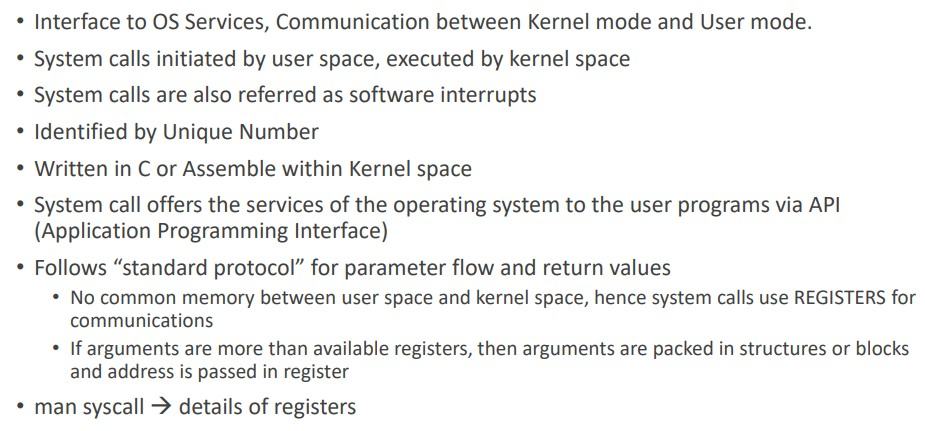 • Interface to OS Services, Communication between Kernel mode and User mode.
• System calls initiated by user space, executed by kernel space
• System calls are also referred as software interrupts
• Identified by Unique Number
• Written in C or Assemble within Kernel space
• System call offers the services of the operating system to the user programs via API
(Application Programming Interface)
• Follows “standard protocol” for parameter flow and return values
• No common memory between user space and kernel space, hence system calls use REGISTERS for
communications
• If arguments are more than available registers, then arguments are packed in structures or blocks
and address is passed in register
• man syscall → details of registers